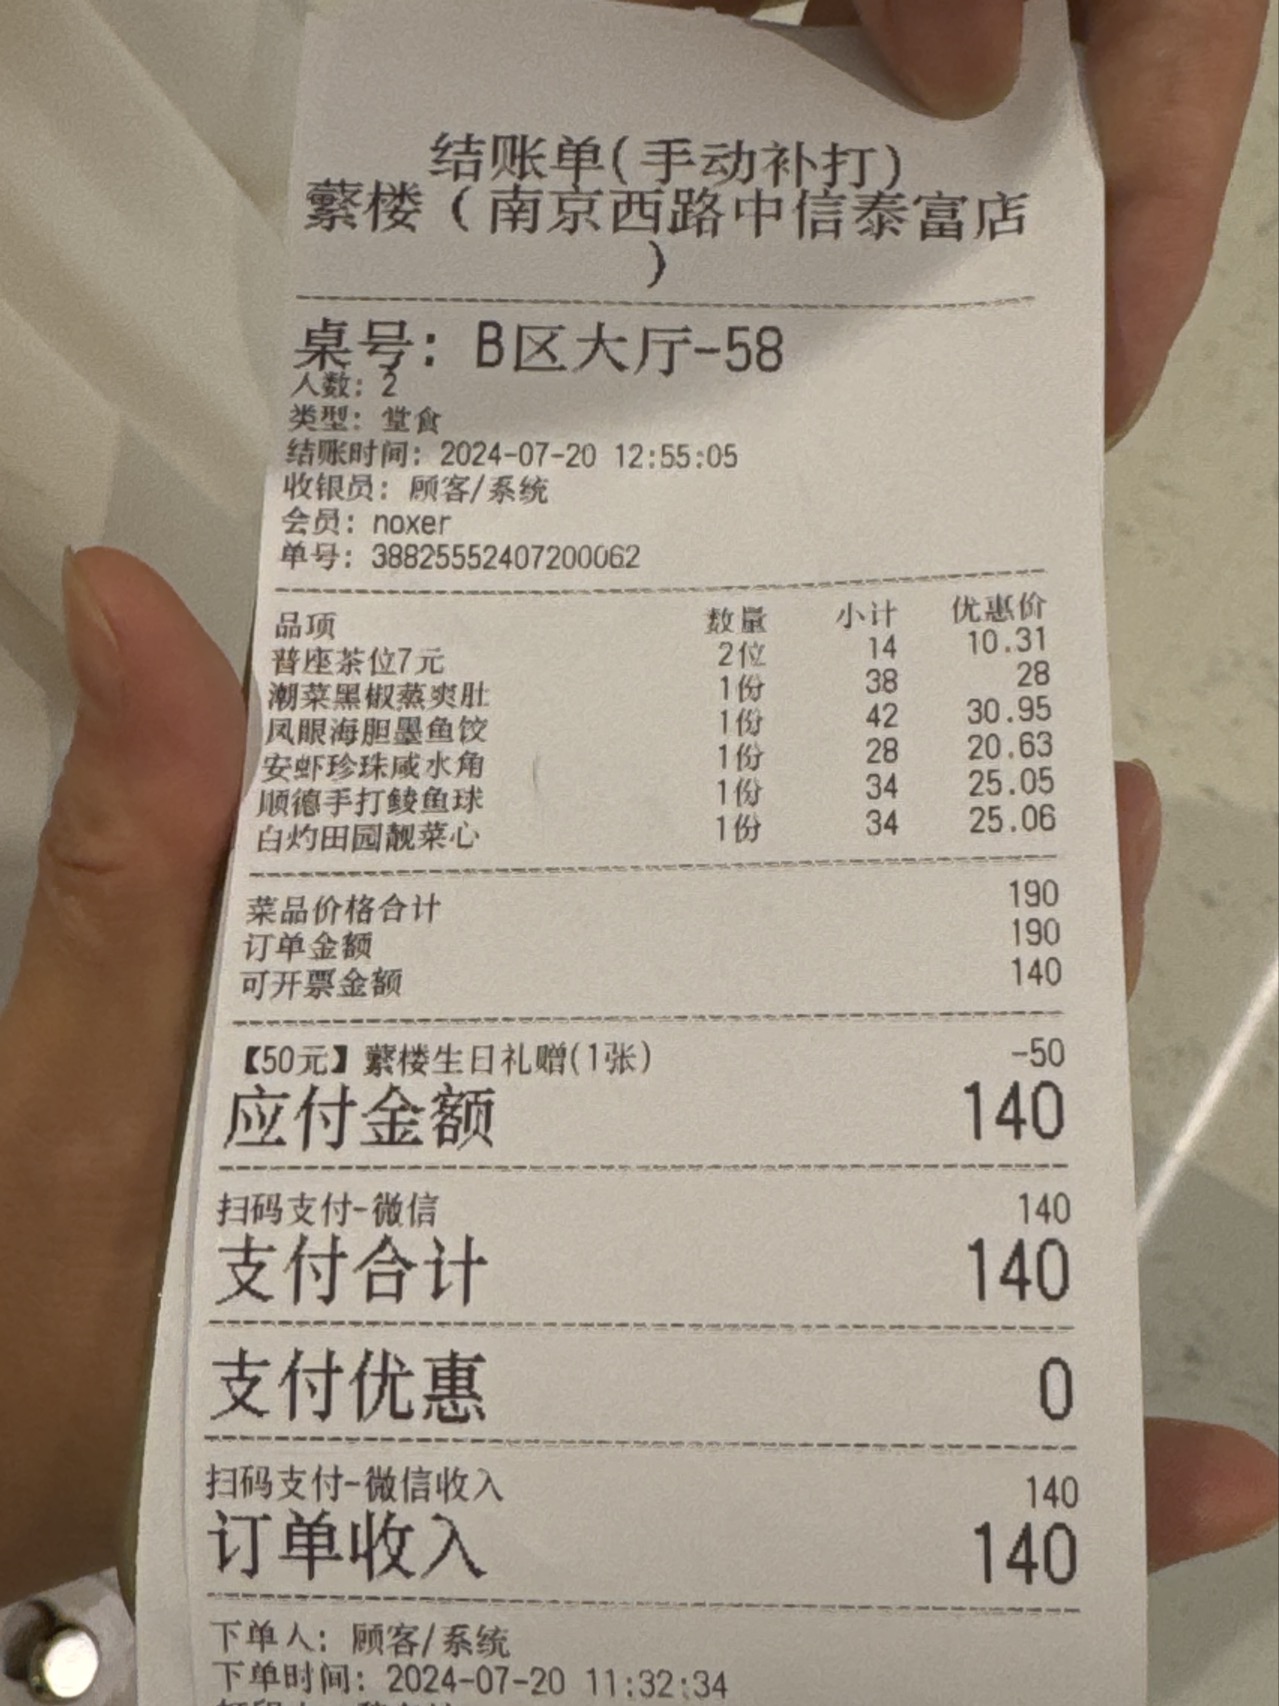 结账单(手动补打)
蘩楼（南京西路中信泰富店
）
桌号：B区大厅-58
人数：2
类型：堂食
结账时间：2024-07-20 12:55:05
收银员：顾客/系统
会员：noxer
单号：38825552407200062
品项 数量 小计 优惠价
普座茶位7元 2位 14 10.31
潮菜黑椒蒸爽肚 1份 38 28
凤眼海胆墨鱼饺 1份 42 30.95
安虾珍珠咸水角 1份 28 20.63
顺德手打鲮鱼球 1份 34 25.05
白灼田园靓菜心 1份 34 25.06
菜品价格合计 190
订单金额 190
可开票金额 140
【50元】蘩楼生日礼赠(1张) -50
应付金额 140
扫码支付-微信 140
支付合计 140
支付优惠 0
扫码支付-微信收入 140
订单收入 140
下单人：顾客/系统
下单时间：2024-07-20 11:32:34